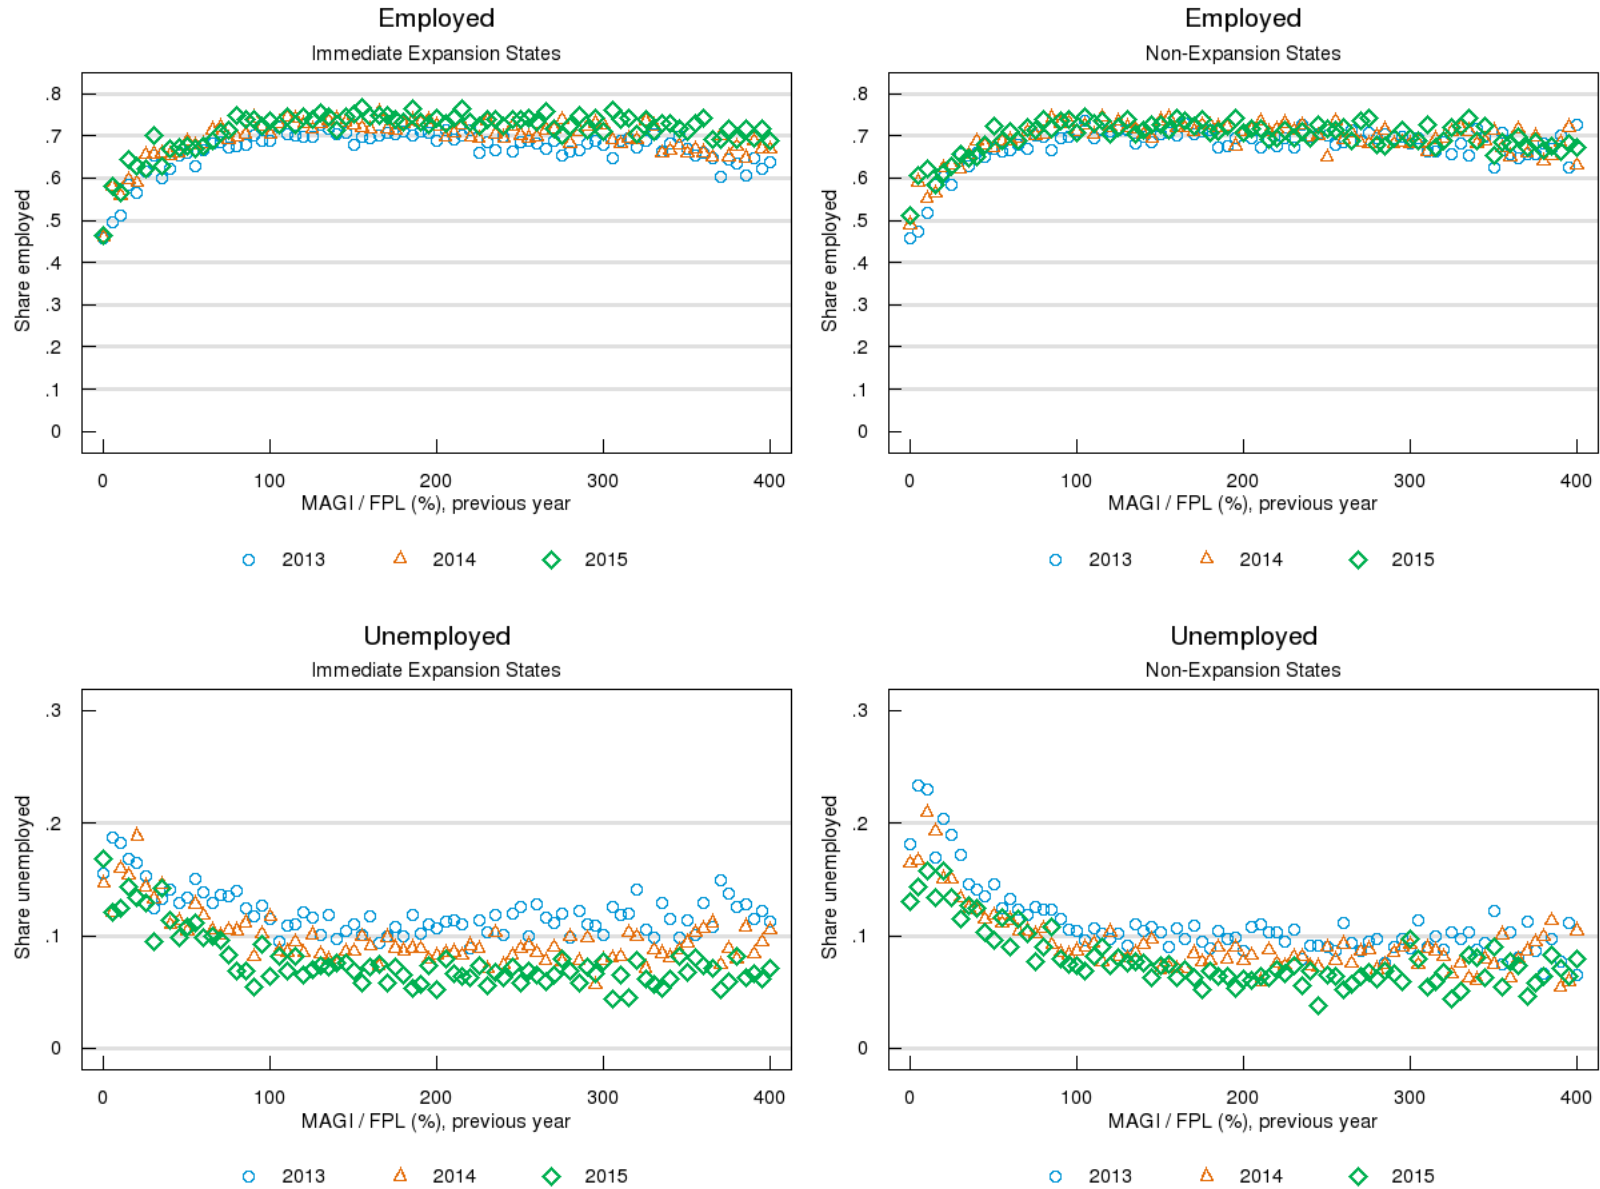 Employed
Immediate Expansion States
Share employed
.8
.7
.6
.5
.4
.3
.2
.1
0
0 100 200 300 400
MAGI / FPL (%), previous year
2013 2014 2015
Employed
Non-Expansion States
Share employed
.8
.7
.6
.5
.4
.3
.2
.1
0
0 100 200 300 400
MAGI / FPL (%), previous year
2013 2014 2015
Unemployed
Immediate Expansion States
Share unemployed
.3
.2
.1
0
0 100 200 300 400
MAGI / FPL (%), previous year
2013 2014 2015
Unemployed
Non-Expansion States
Share unemployed
.3
.2
.1
0
0 100 200 300 400
MAGI / FPL (%), previous year
2013 2014 2015